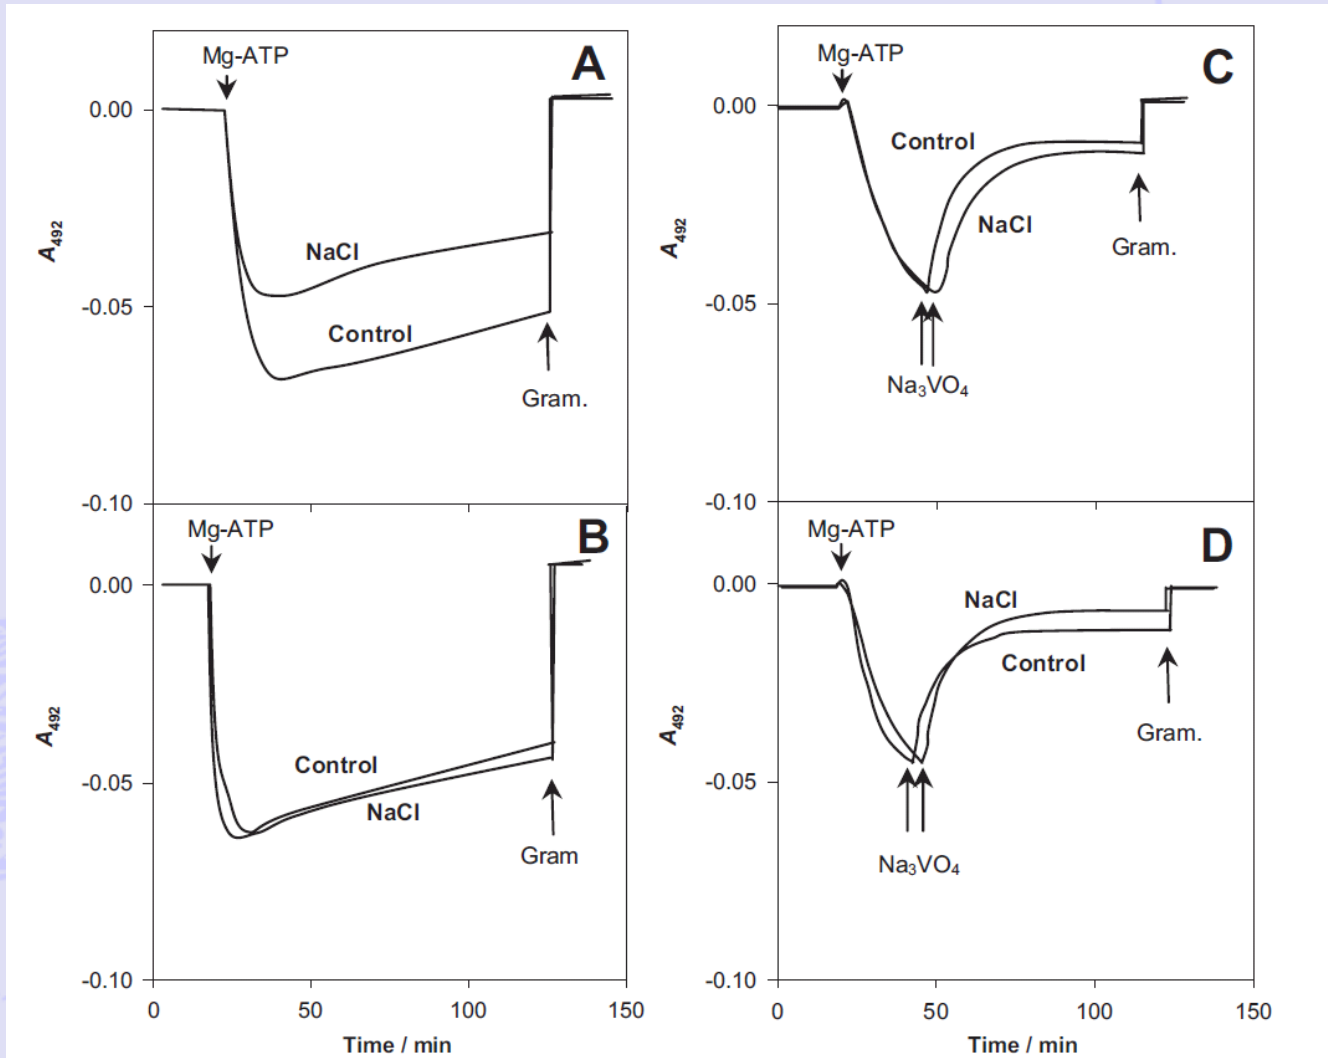 Mg-ATP
A
0.00
NaCl
A492
-0.05
Control
Gram.
-0.10
Mg-ATP
B
0.00
A492
Control
-0.05
NaCl
Gram
-0.10
0 50 100 150
Time / min
Mg-ATP
C
0.00
Control
A492
NaCl
Gram.
-0.05
Na₃VO₄
-0.10
Mg-ATP
D
0.00
NaCl
Control
A492
Gram.
-0.05
Na₃VO₄
-0.10
0 50 100 150
Time / min